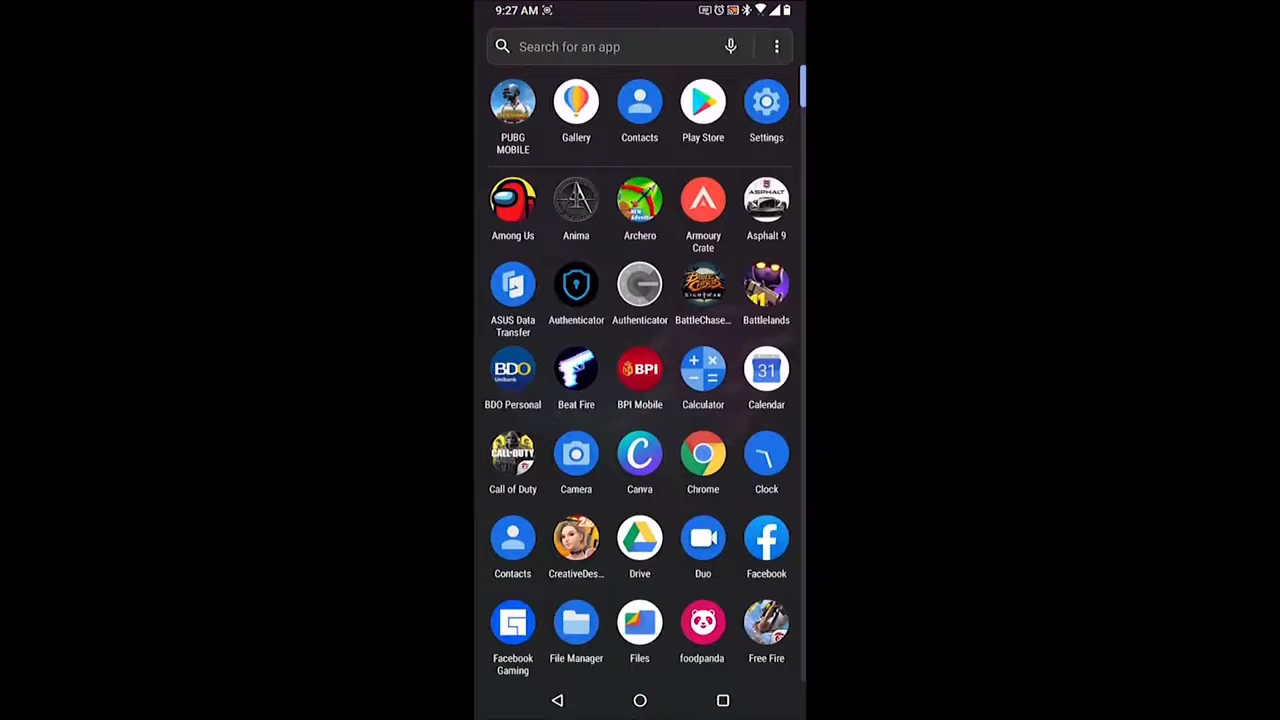 9:27 AM
Search for an app
PUBG MOBILE
Gallery
Contacts
Play Store
Settings
Among Us
Anima
Archero
Armoury Crate
Asphalt 9
ASUS Data Transfer
Authenticator
Authenticator
BattleChase...
Battlelands
BDO Personal
Beat Fire
BPI Mobile
Calculator
Calendar
Call of Duty
Camera
Canva
Chrome
Clock
Contacts
CreativeDes...
Drive
Duo
Facebook
Facebook Gaming
File Manager
Files
foodpanda
Free Fire